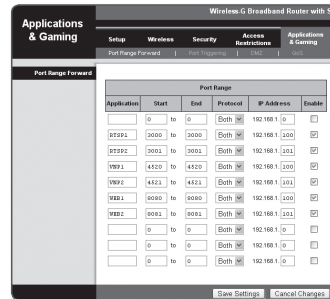 Wireless-G Broadband Router with S
Applications & Gaming
Setup Wireless Security Access Restrictions Applications & Gaming
Port Range Forward | Port Triggering | DMZ | QoS
Port Range Forward
Port Range
Application Start End Protocol IP Address Enable
0 to 0 Both 192.168.1. 0
RTSP1 3000 to 3000 Both 192.168.1. 100
RTSP2 3001 to 3001 Both 192.168.1. 101
VNP1 4520 to 4520 Both 192.168.1. 100
VNP2 4521 to 4521 Both 192.168.1. 101
WEB1 8080 to 8080 Both 192.168.1. 100
WEB2 8081 to 8081 Both 192.168.1. 101
0 to 0 Both 192.168.1. 0
0 to 0 Both 192.168.1. 0
0 to 0 Both 192.168.1. 0
Save Settings Cancel Changes